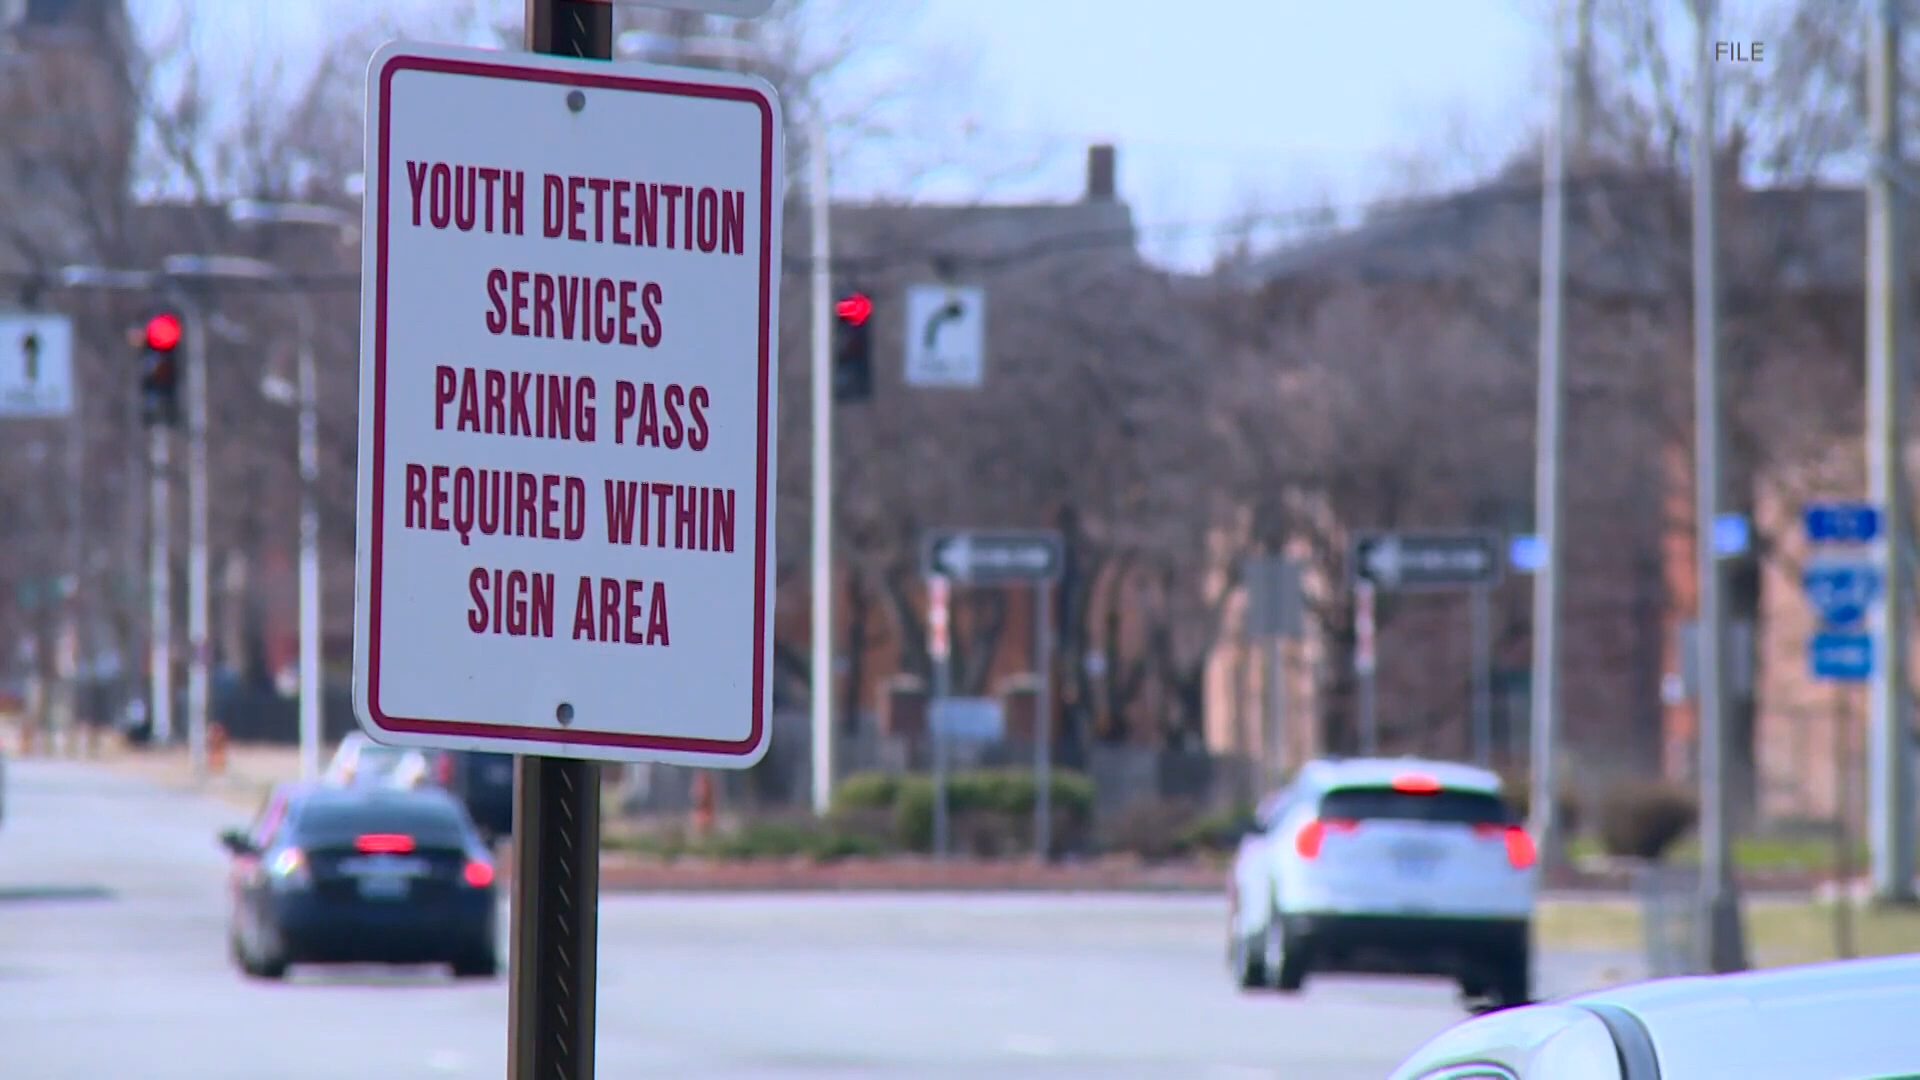 FILE
YOUTH DETENTION
SERVICES
PARKING PASS
REQUIRED WITHIN
SIGN AREA